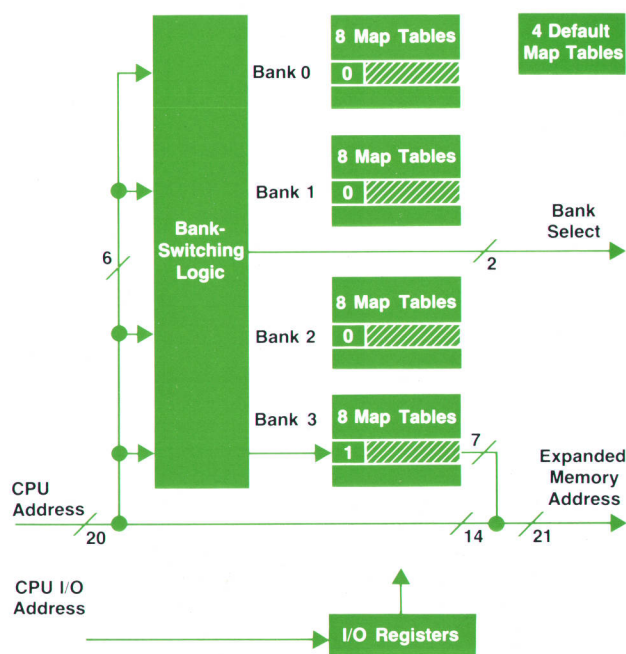 8 Map Tables
4 Default
Map Tables
Bank 0
0
8 Map Tables
Bank 1
0
Bank-
Switching
Logic
Bank
Select
6
2
8 Map Tables
Bank 2
0
Bank 3
8 Map Tables
1
7
Expanded
Memory
Address
CPU
Address
20
14
21
CPU I/O
Address
I/O Registers